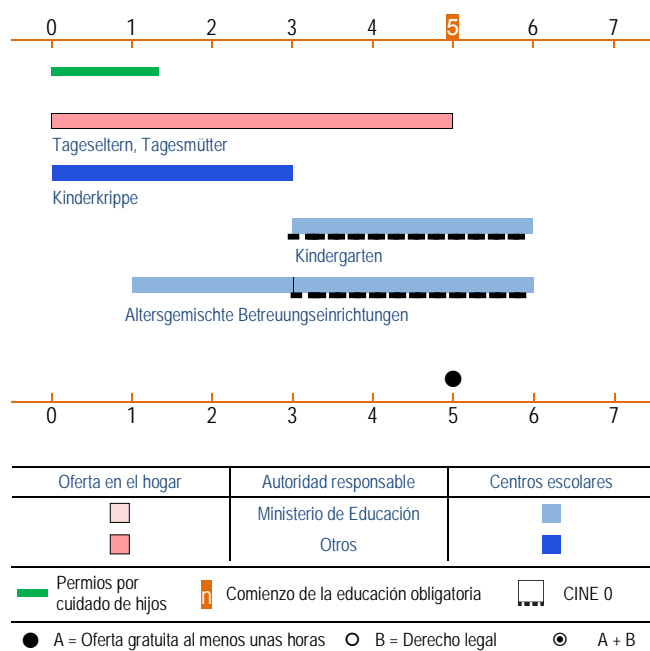 0 1 2 3 4 5 6 7
Tageseltern, Tagesmütter
Kinderkrippe
Kindergarten
Altersgemischte Betreuungseinrichtungen
0 1 2 3 4 5 6 7
Oferta en el hogar Autoridad responsable Centros escolares
Ministerio de Educación
Otros
Permios por
cuidado de hijos
n Comienzo de la educación obligatoria CINE 0
A = Oferta gratuita al menos unas horas B = Derecho legal A + B